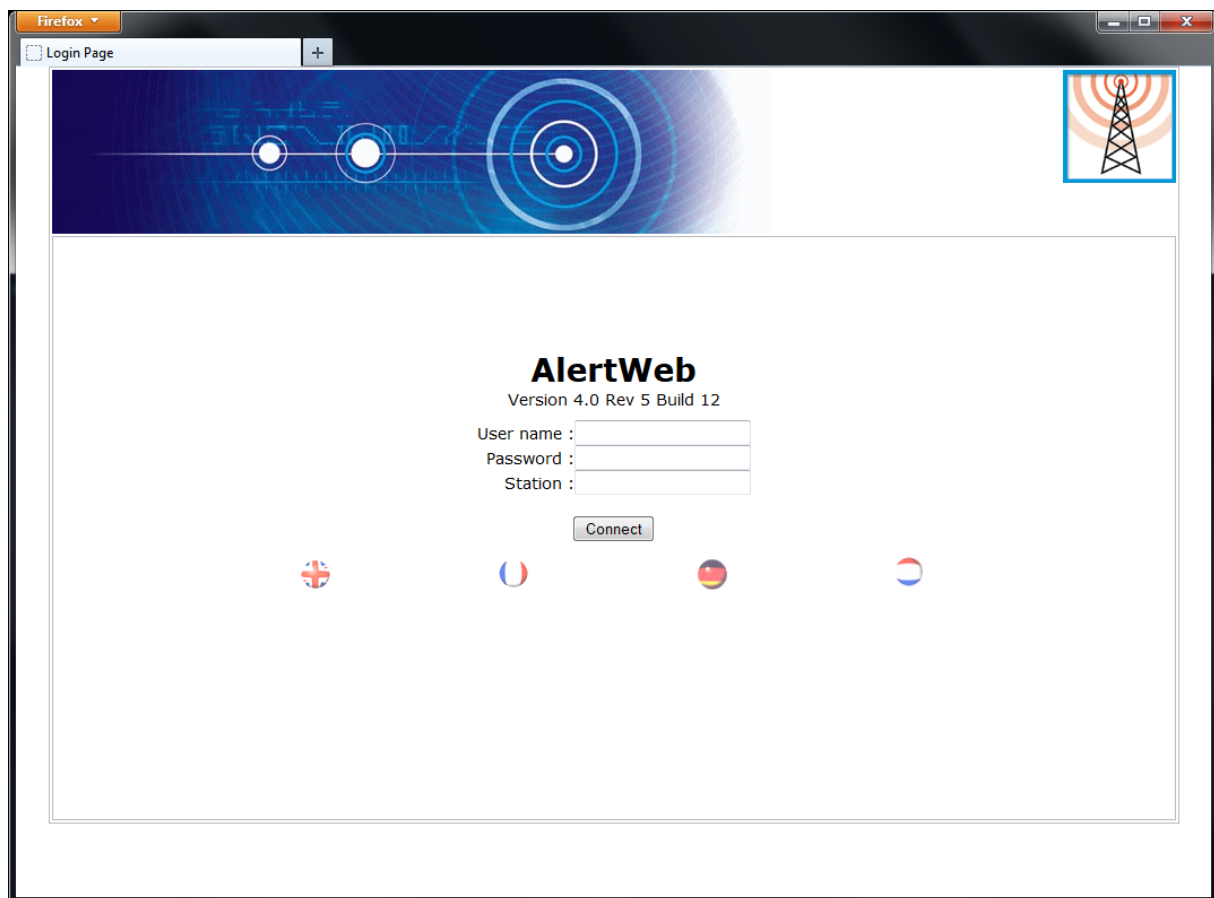 Firefox
Login Page
AlertWeb
Version 4.0 Rev 5 Build 12
User name :
Password :
Station :
Connect